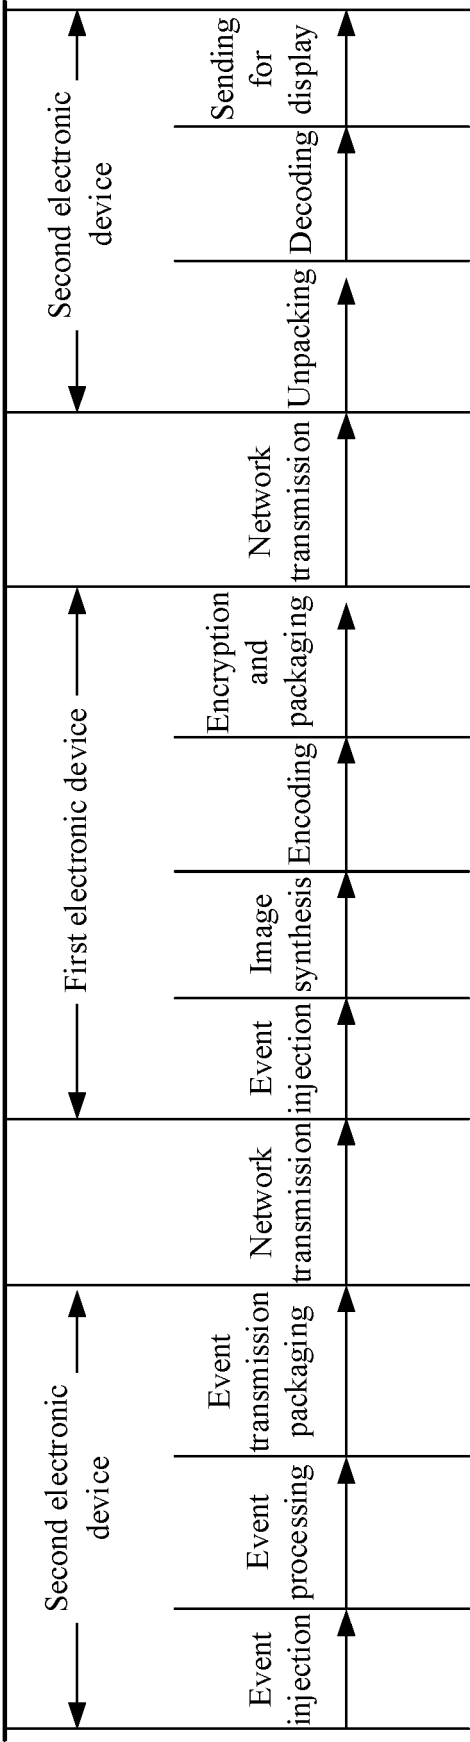 Second electronic
device
First electronic device
Second electronic
device
Event
injection
Event
processing
Event
transmission
packaging
Network
transmission
Event
injection
Image
synthesis
Encoding
Encryption
and
packaging
Network
transmission
Unpacking
Decoding
Sending
for
display